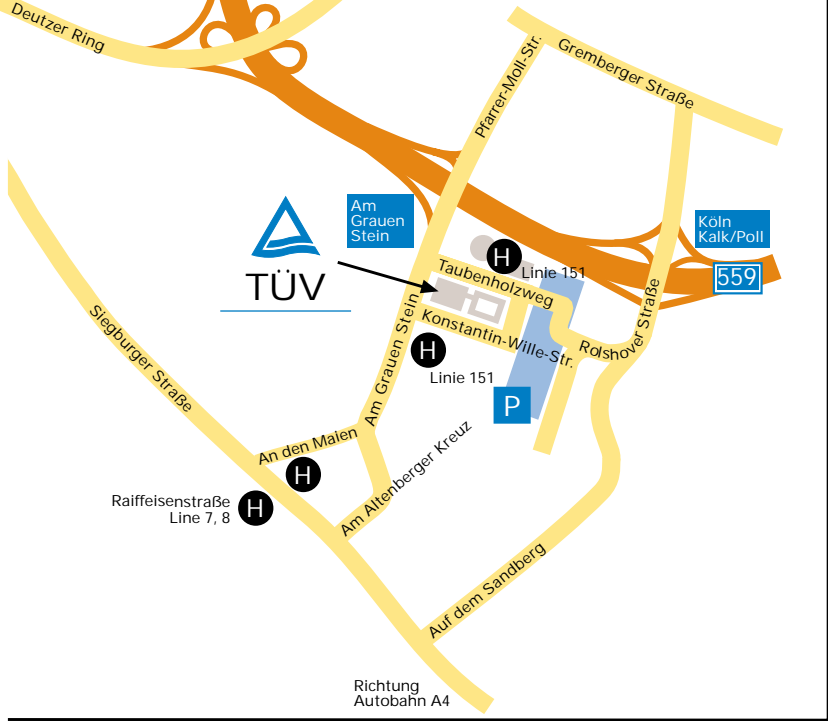 Deutzer Ring
Gremberger Straße
Pfarrer-Moll-Str.
Am
Grauen
Stein
Köln
Kalk/Poll
559
TÜV
H
Linie 151
Taubenholzweg
Konstantin-Wille-Str.
Rolshover Straße
Am Grauen Stein
H
Linie 151
P
Siegburger Straße
An den Maien
H
Am Altenberger Kreuz
Raiffeisenstraße
Line 7, 8
H
Auf dem Sandberg
Richtung
Autobahn A4